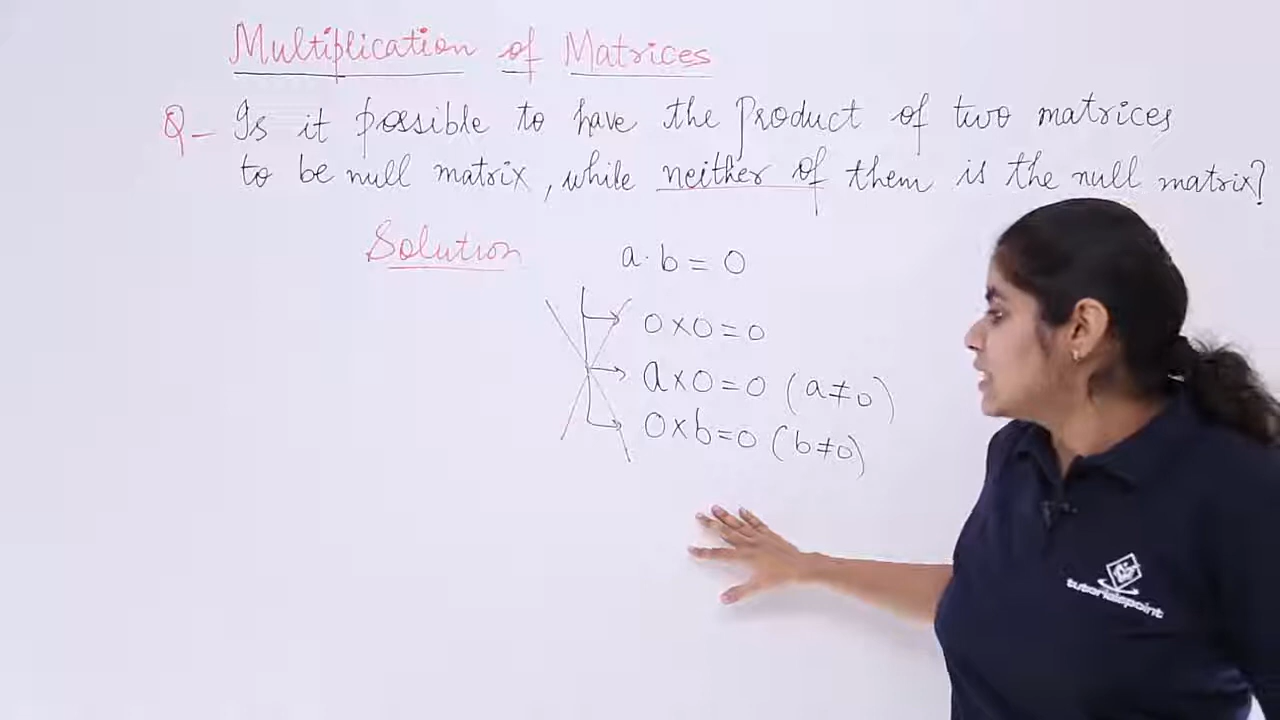 Multiplication of Matrices
Q- Is it possible to have the product of two matrices
to be null matrix, while neither of them is the null matrix?
Solution
a.b=0
0×0=0
a×0=0 (a≠0)
0×b=0 (b≠0)
tutorialspoint